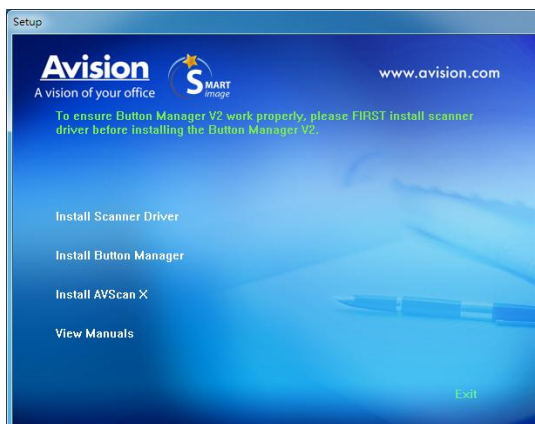 Setup
Avision
A vision of your office
SMART
image
www.avision.com
To ensure Button Manager V2 work properly, please FIRST install scanner
driver before installing the Button Manager V2.
Install Scanner Driver
Install Button Manager
Install AVScan X
View Manuals
Exit